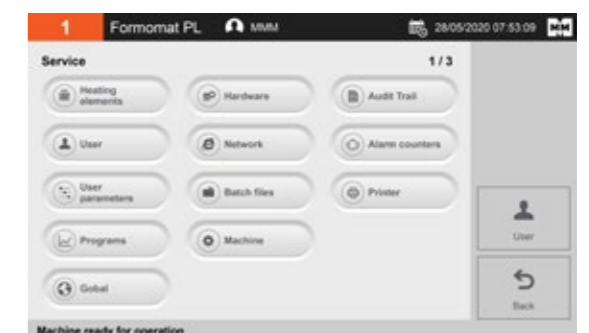 1 Formomat PL MMM 28/05/2020 07:53:09 MM
Service 1 / 3
Heating
elements
Hardware
Audit Trail
User
Network
Alarm counters
User
parameters
Batch files
Printer
Programs
Machine
Gobal
User
Back
Machine ready for operation